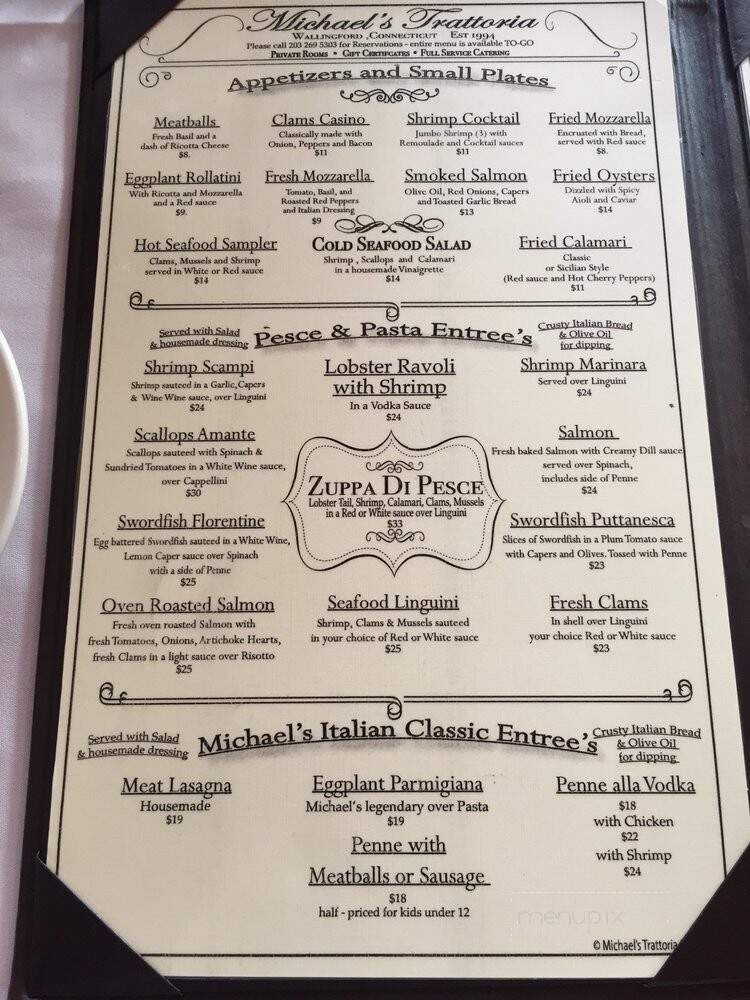 Michael's Trattoria
WALLINGFORD ,CONNECTICUT EST 1994
Please call 203 269 5303 for Reservations - entire menu is available TO-GO
PRIVATE ROOMS • GIFT CERTIFICATES • FULL SERVICE CATERING
Appetizers and Small Plates
Meatballs
Fresh Basil and a
dash of Ricotta Cheese
$8.
Clams Casino
Classically made with
Onion, Peppers and Bacon
$11
Shrimp Cocktail
Jumbo Shrimp (3) with
Remoulade and Cocktail sauces
$11
Fried Mozzarella
Encrusted with Bread,
served with Red sauce
$8.
Eggplant Rollatini
With Ricotta and Mozzarella
and a Red sauce
$9.
Fresh Mozzarella
Tomato, Basil, and
Roasted Red Peppers
and Italian Dressing
$9
Smoked Salmon
Olive Oil, Red Onions, Capers
and Toasted Garlic Bread
$13
Fried Oysters
Dizzled with Spicy
Aioli and Caviar
$14
Hot Seafood Sampler
Clams, Mussels and Shrimp
served in White or Red sauce
$14
COLD SEAFOOD SALAD
Shrimp , Scallops and Calamari
in a housemade Vinaigrette
$14
Fried Calamari
Classic
or Sicilian Style
(Red sauce and Hot Cherry Peppers)
$11
Served with Salad
& housemade dressing
Pesce & Pasta Entree's
Crusty Italian Bread
& Olive Oil
for dipping
Shrimp Scampi
Shrimp sauteed in a Garlic,Capers
& Wine Wine sauce, over Linguini
$24
Lobster Ravoli
with Shrimp
In a Vodka Sauce
$24
Shrimp Marinara
Served over Linguini
$24
Scallops Amante
Scallops sauteed with Spinach &
Sundried Tomatoes in a White Wine sauce,
over Cappellini
$30
ZUPPA DI PESCE
Lobster Tail, Shrimp, Calamari, Clams, Mussels
in a Red or White sauce over Linguini
$33
Salmon
Fresh baked Salmon with Creamy Dill sauce
served over Spinach,
includes side of Penne
$24
Swordfish Florentine
Egg battered Swordfish sauteed in a White Wine,
Lemon Caper sauce over Spinach
with a side of Penne
$25
Swordfish Puttanesca
Slices of Swordfish in a Plum Tomato sauce
with Capers and Olives. Tossed with Penne
$23
Oven Roasted Salmon
Fresh oven roasted Salmon with
fresh Tomatoes, Onions, Artichoke Hearts,
fresh Clams in a light sauce over Risotto
$25
Seafood Linguini
Shrimp, Clams & Mussels sauteed
in your choice of Red or White sauce
$25
Fresh Clams
In shell over Linguini
your choice Red or White sauce
$23
Served with Salad
& housemade dressing
Michael's Italian Classic Entree's
Crusty Italian Bread
& Olive Oil
for dipping
Meat Lasagna
Housemade
$19
Eggplant Parmigiana
Michael's legendary over Pasta
$19
Penne alla Vodka
$18
with Chicken
$22
with Shrimp
$24
Penne with
Meatballs or Sausage
$18
half - priced for kids under 12
menupix
© Michael's Trattoria